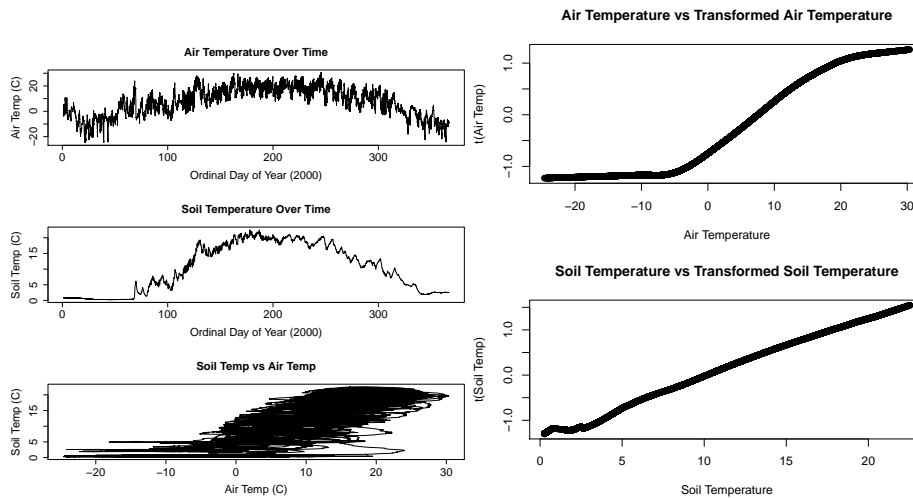 Air Temperature Over Time
Air Temp (C)
−20 0 20
0 100 200 300
Ordinal Day of Year (2000)
Soil Temperature Over Time
Soil Temp (C)
0 5 15
0 100 200 300
Ordinal Day of Year (2000)
Soil Temp vs Air Temp
Soil Temp (C)
0 5 15
−20 −10 0 10 20 30
Air Temp (C)
Air Temperature vs Transformed Air Temperature
t(Air Temp)
−1.0 0.0 1.0
−20 −10 0 10 20 30
Air Temperature
Soil Temperature vs Transformed Soil Temperature
t(Soil Temp)
−1.0 0.0 1.0
0 5 10 15 20
Soil Temperature